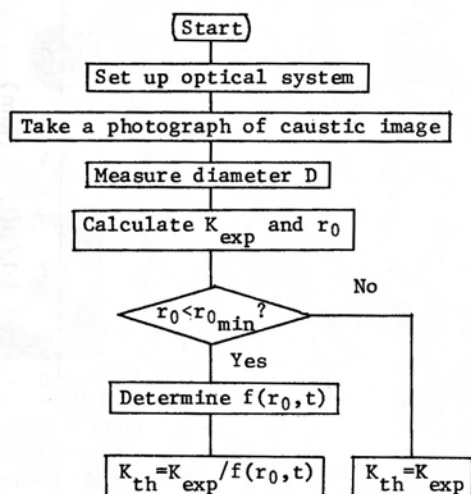 Start
Set up optical system
Take a photograph of caustic image
Measure diameter D
Calculate K_exp and r_0
No
r_0<r_0min?
Yes
Determine f(r_0,t)
K_th=K_exp/f(r_0,t)
K_th=K_exp